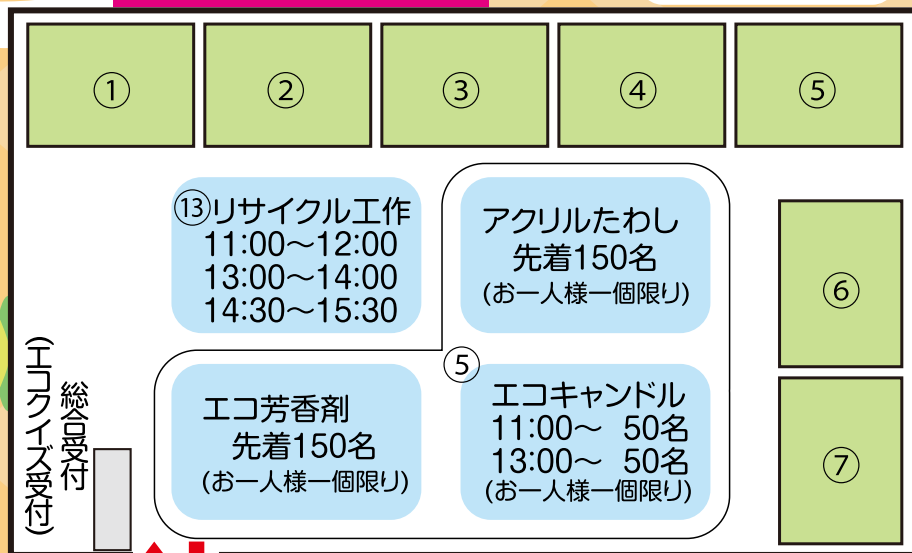 ①
②
③
④
⑤
⑬リサイクル工作
11:00～12:00
13:00～14:00
14:30～15:30
アクリルたわし
先着150名
(お一人様一個限り)
⑥
⑤
エコ芳香剤
先着150名
(お一人様一個限り)
エコキャンドル
11:00～ 50名
13:00～ 50名
(お一人様一個限り)
⑦
総合受付
(エコクイズ受付)